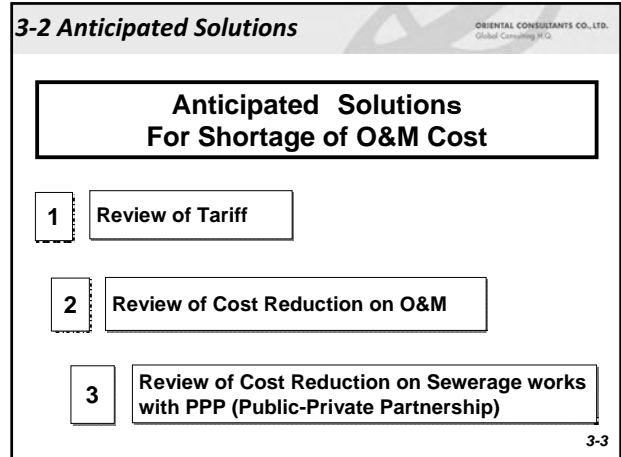 3-2 Anticipated Solutions
ORIENTAL CONSULTANTS CO., LTD.
Global Consulting H.Q.
Anticipated Solutions
For Shortage of O&M Cost
1 Review of Tariff
2 Review of Cost Reduction on O&M
3 Review of Cost Reduction on Sewerage works
with PPP (Public-Private Partnership)
3-3